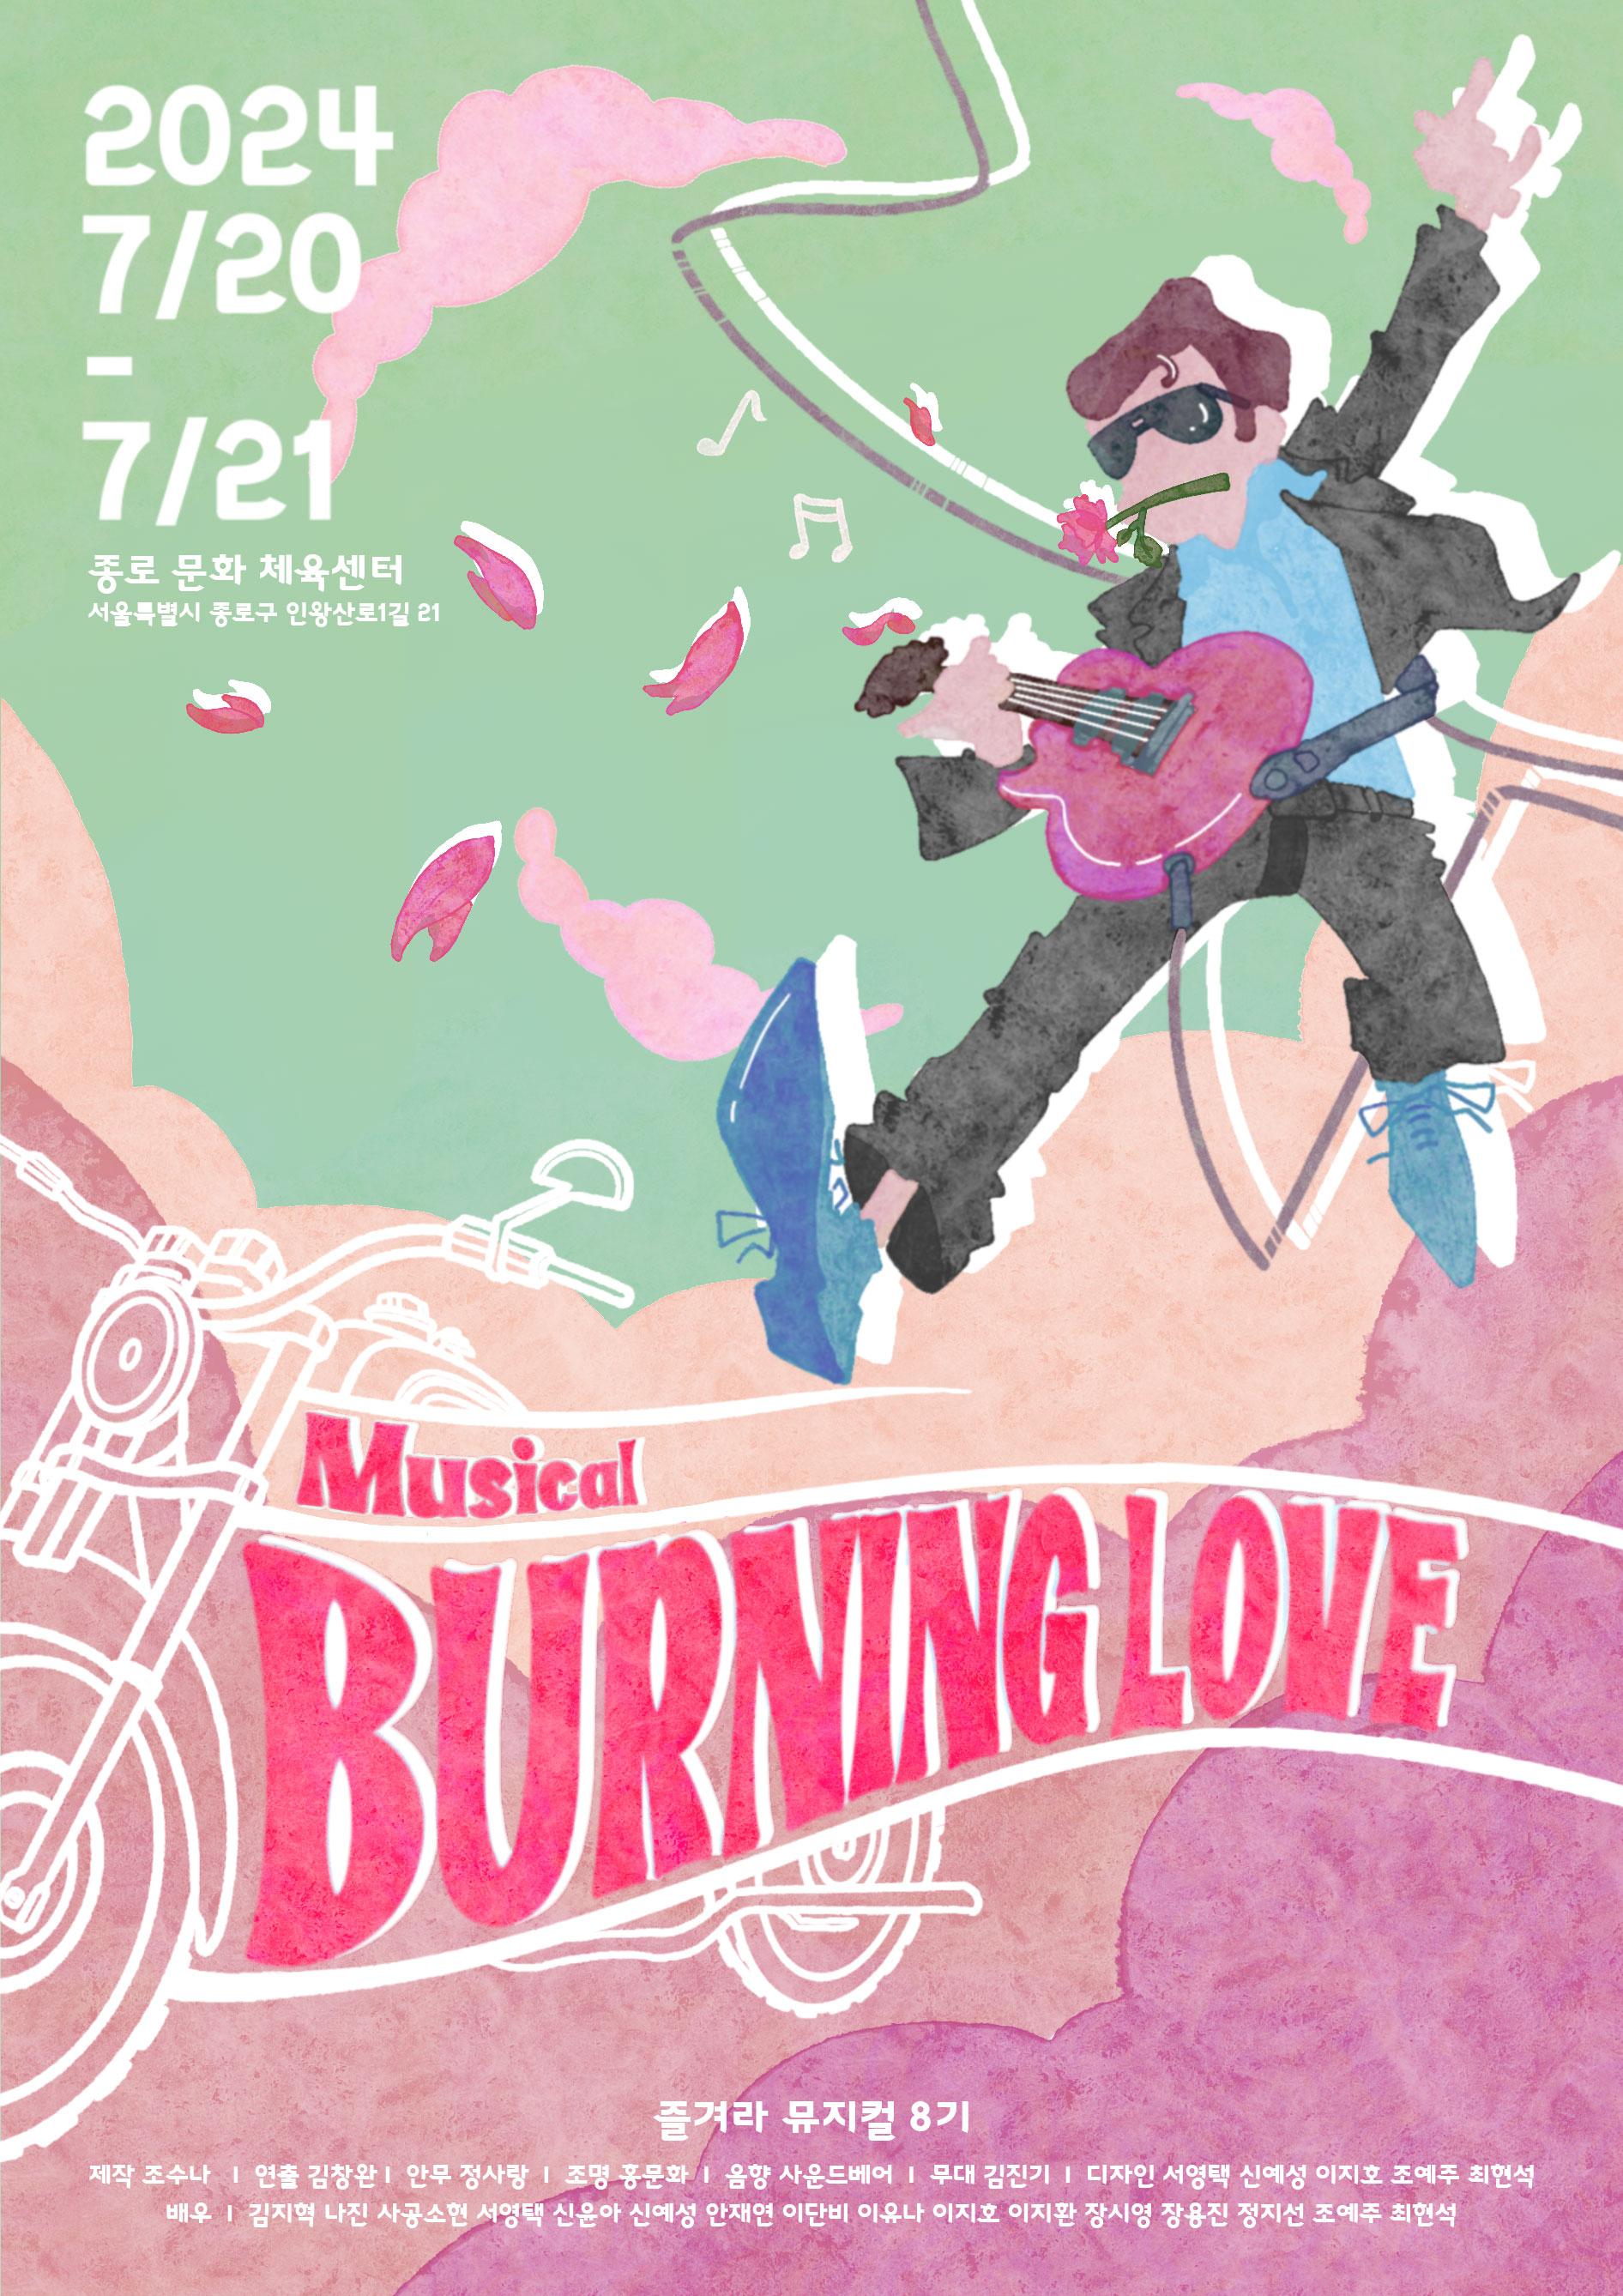 2024
7/20
-
7/21
종로 문화 체육센터
서울특별시 종로구 인왕산로1길 21
Musical
BURNING LOVE
즐겨라 뮤지컬 8기
제작 조수나 | 연출 김창완 | 안무 정사랑 | 조명 홍문화 | 음향 사운드베어 | 무대 김진기 | 디자인 서영택 신예성 이지호 조예주 최현석
배우 | 김지혁 나진 사공소현 서영택 신윤아 신예성 안재연 이단비 이유나 이지호 이지환 장시영 장용진 정지선 조예주 최현석